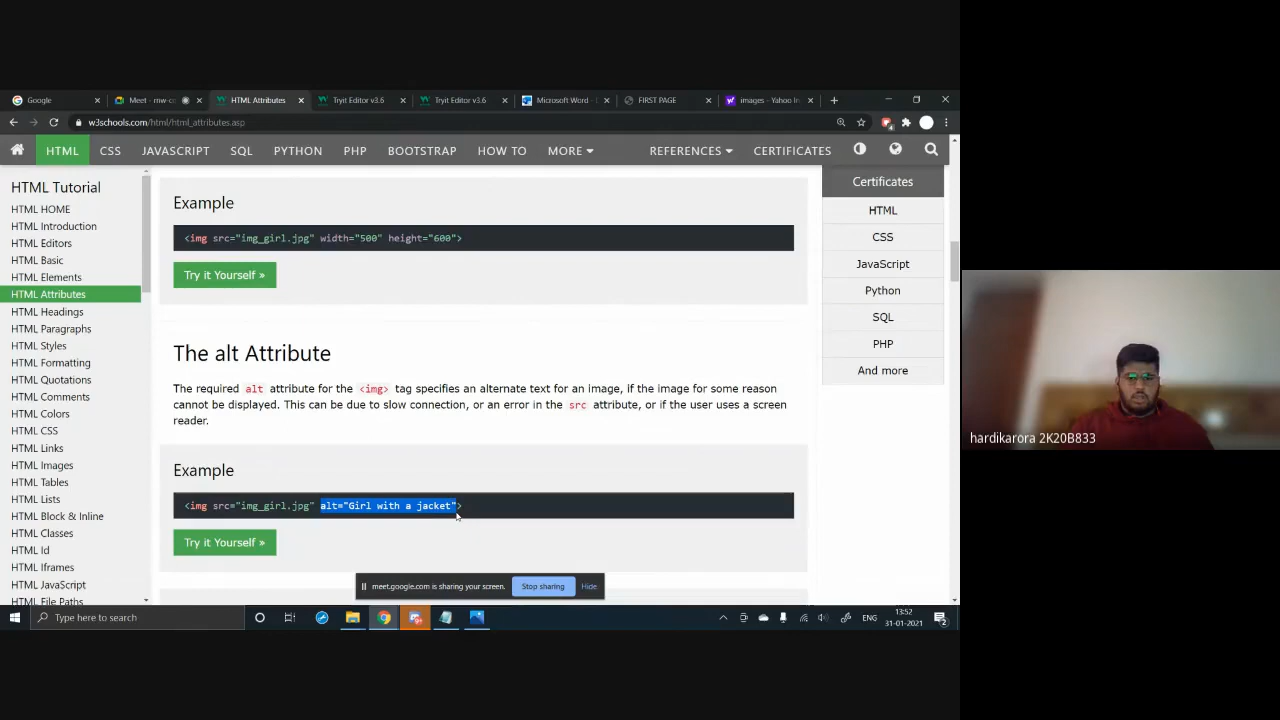 Google
Meet - mw-cc
HTML Attributes
Tryit Editor v3.6
Tryit Editor v3.6
Microsoft Word -
FIRST PAGE
images - Yahoo In
w3schools.com/html/html_attributes.asp
HTML CSS JAVASCRIPT SQL PYTHON PHP BOOTSTRAP HOW TO MORE REFERENCES CERTIFICATES
HTML Tutorial
HTML HOME
HTML Introduction
HTML Editors
HTML Basic
HTML Elements
HTML Attributes
HTML Headings
HTML Paragraphs
HTML Styles
HTML Formatting
HTML Quotations
HTML Comments
HTML Colors
HTML CSS
HTML Links
HTML Images
HTML Tables
HTML Lists
HTML Block & Inline
HTML Classes
HTML Id
HTML Iframes
HTML JavaScript
HTML File Paths
Example
<img src="img_girl.jpg" width="500" height="600">
Try it Yourself »
The alt Attribute
The required alt attribute for the <img> tag specifies an alternate text for an image, if the image for some reason
cannot be displayed. This can be due to slow connection, or an error in the src attribute, or if the user uses a screen
reader.
Example
<img src="img_girl.jpg" alt="Girl with a jacket">
Try it Yourself »
Certificates
HTML
CSS
JavaScript
Python
SQL
PHP
And more
meet.google.com is sharing your screen.
Stop sharing
Hide
Type here to search
ENG
13:52
31-01-2021
hardikarora 2K20B833